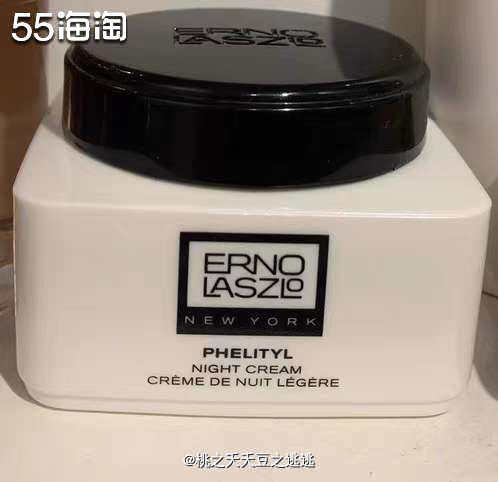 55海淘
ERNO
LASZLO
ERNO
LASZLO
NEW YORK
PHELITYL
NIGHT CREAM
CRÈME DE NUIT LÉGÈRE
@桃之夭夭豆之逃逃